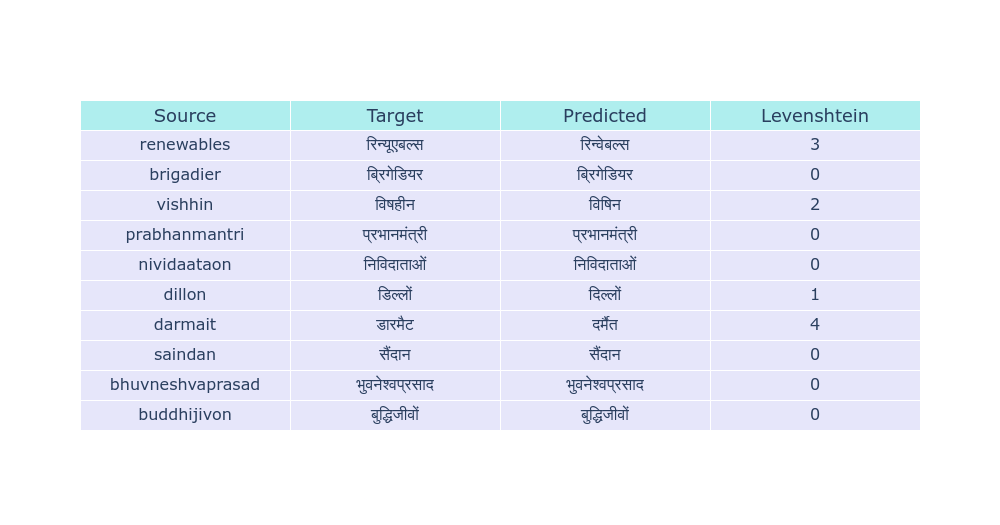 Source Target Predicted Levenshtein
renewables रिन्यूएबल्स रिन्वेबल्स 3
brigadier ब्रिगेडियर ब्रिगेडियर 0
vishhin विषहीन विषिन 2
prabhanmantri प्रभानमंत्री प्रभानमंत्री 0
nividaataon निविदाताओं निविदाताओं 0
dillon डिल्लों दिल्लों 1
darmait डारमैट दर्मैत 4
saindan सैंदान सैंदान 0
bhuvneshvaprasad भुवनेश्वप्रसाद भुवनेश्वप्रसाद 0
buddhijivon बुद्धिजीवों बुद्धिजीवों 0